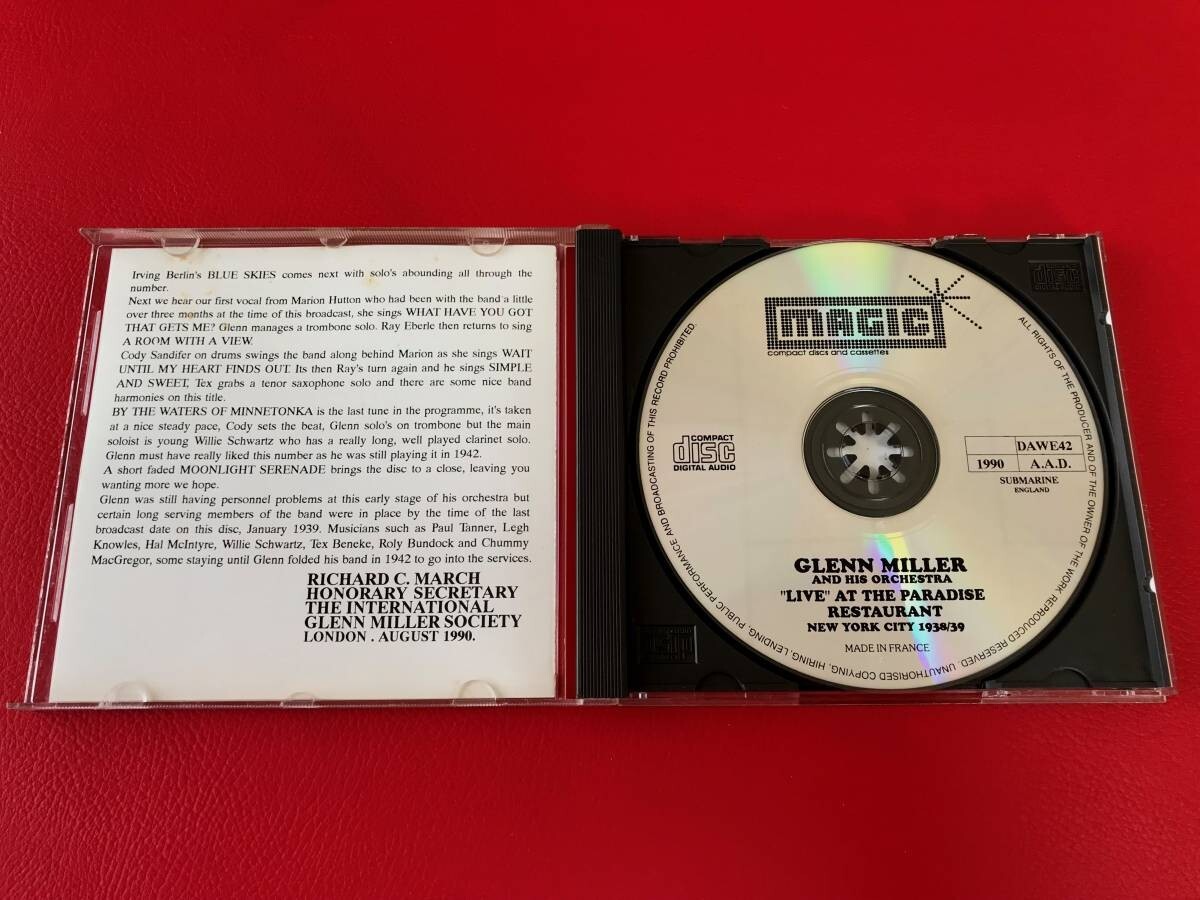 Irving Berlin's BLUE SKIES comes next with solo's abounding all through the
number.
Next we hear our first vocal from Marion Hutton who had been with the band a little
over three months at the time of this broadcast, she sings WHAT HAVE YOU GOT
THAT GETS ME? Glenn manages a trombone solo. Ray Eberle then returns to sing
A ROOM WITH A VIEW.
Cody Sandifer on drums swings the band along behind Marion as she sings WAIT
UNTIL MY HEART FINDS OUT. Its then Ray's turn again and he sings SIMPLE
AND SWEET, Tex grabs a tenor saxophone solo and there are some nice band
harmonies on this title.
BY THE WATERS OF MINNETONKA is the last tune in the programme, it's taken
at a nice steady pace, Cody sets the beat, Glenn solo's on trombone but the main
soloist is young Willie Schwartz who has a really long, well played clarinet solo.
Glenn must have really liked this number as he was still playing it in 1942.
A short faded MOONLIGHT SERENADE brings the disc to a close, leaving you
wanting more we hope.
Glenn was still having personnel problems at this early stage of his orchestra but
certain long serving members of the band were in place by the time of the last
broadcast date on this disc, January 1939. Musicians such as Paul Tanner, Legh
Knowles, Hal McIntyre, Willie Schwartz, Tex Beneke, Roly Bundock and Chummy
MacGregor, some staying until Glenn folded his band in 1942 to go into the services.
RICHARD C. MARCH
HONORARY SECRETARY
THE INTERNATIONAL
GLENN MILLER SOCIETY
LONDON . AUGUST 1990.
MAGIC
compact discs and cassettes
COMPACT
disc
DIGITAL AUDIO
DAWE42
1990 A.A.D.
SUBMARINE
ENGLAND
GLENN MILLER
AND HIS ORCHESTRA
"LIVE" AT THE PARADISE
RESTAURANT
NEW YORK CITY 1938/39
MADE IN FRANCE
ALL RIGHTS OF THE PRODUCER AND OF THE OWNER OF THE WORK REPRODUCED RESERVED. UNAUTHORISED COPYING, HIRING, LENDING, PUBLIC PERFORMANCE AND BROADCASTING OF THIS RECORD PROHIBITED.
COMPACT
disc
DIGITAL AUDIO